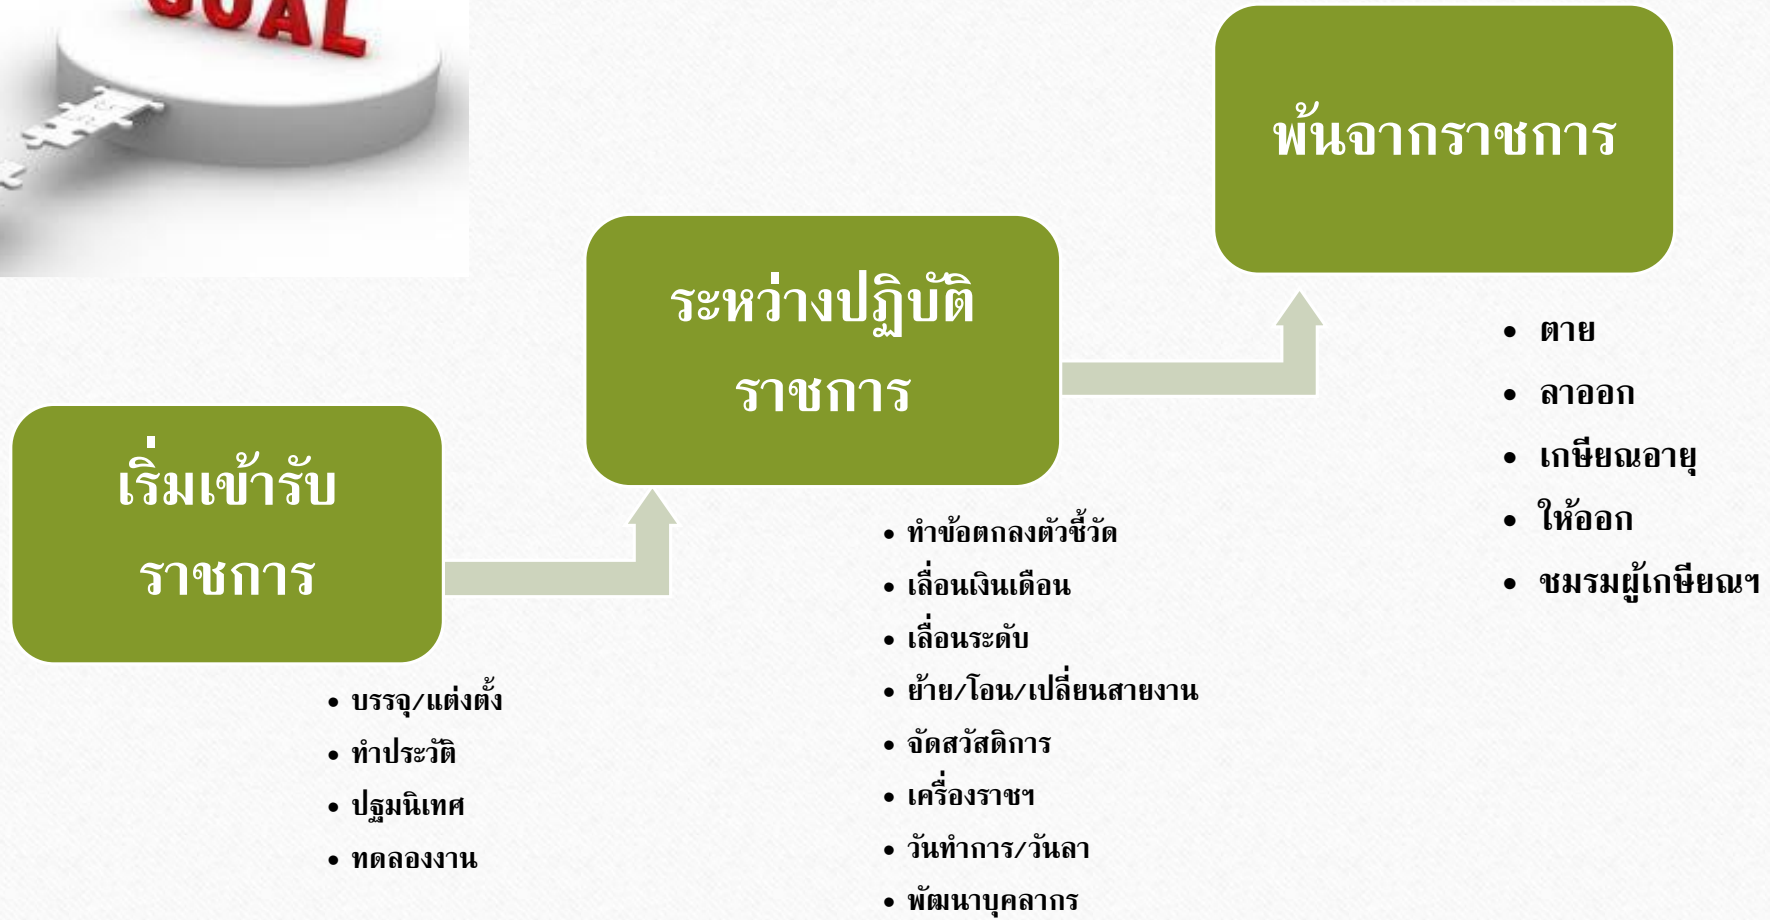 GOAL
เริ่มเข้ารับ
ราชการ
• บรรจุ/แต่งตั้ง
• ทำประวัติ
• ปฐมนิเทศ
• ทดลองงาน
ระหว่างปฏิบัติ
ราชการ
• ทำข้อตกลงตัวชี้วัด
• เลื่อนเงินเดือน
• เลื่อนระดับ
• ย้าย/โอน/เปลี่ยนสายงาน
• จัดสวัสดิการ
• เครื่องราชฯ
• วันทำการ/วันลา
• พัฒนาบุคลากร
พ้นจากราชการ
• ตาย
• ลาออก
• เกษียณอายุ
• ให้ออก
• ชมรมผู้เกษียณฯ